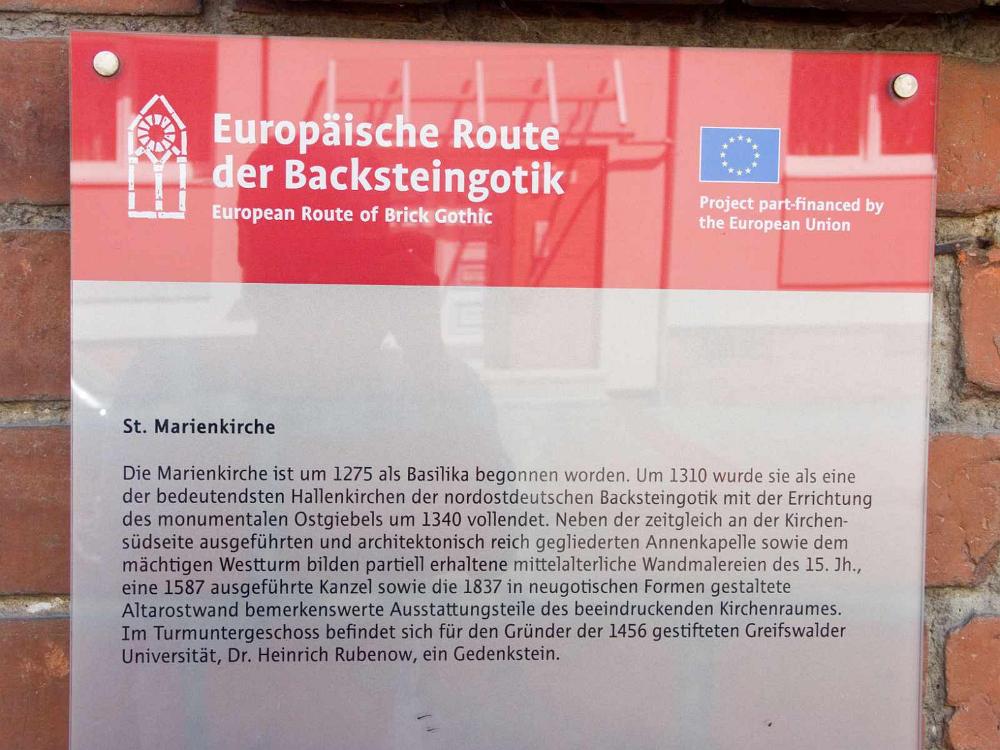 Europäische Route
der Backsteingotik
European Route of Brick Gothic
Project part-financed by
the European Union
St. Marienkirche
Die Marienkirche ist um 1275 als Basilika begonnen worden. Um 1310 wurde sie als eine
der bedeutendsten Hallenkirchen der nordostdeutschen Backsteingotik mit der Errichtung
des monumentalen Ostgiebels um 1340 vollendet. Neben der zeitgleich an der Kirchen-
südseite ausgeführten und architektonisch reich gegliederten Annenkapelle sowie dem
mächtigen Westturm bilden partiell erhaltene mittelalterliche Wandmalereien des 15. Jh.,
eine 1587 ausgeführte Kanzel sowie die 1837 in neugotischen Formen gestaltete
Altarostwand bemerkenswerte Ausstattungsteile des beeindruckenden Kirchenraumes.
Im Turmuntergeschoss befindet sich für den Gründer der 1456 gestifteten Greifswalder
Universität, Dr. Heinrich Rubenow, ein Gedenkstein.